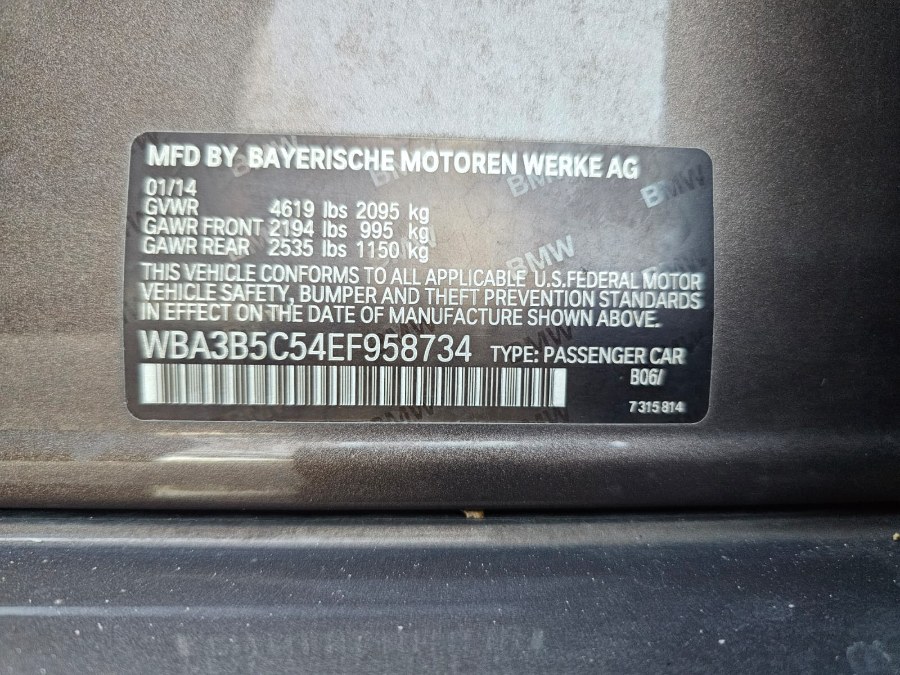 MFD BY BAYERISCHE MOTOREN WERKE AG
01/14
GVWR 4619 lbs 2095 kg
GAWR FRONT 2194 lbs 995 kg
GAWR REAR 2535 lbs 1150 kg
THIS VEHICLE CONFORMS TO ALL APPLICABLE U.S.FEDERAL MOTOR
VEHICLE SAFETY, BUMPER AND THEFT PREVENTION STANDARDS
IN EFFECT ON THE DATE OF MANUFACTURE SHOWN ABOVE.
WBA3B5C54EF958734 TYPE: PASSENGER CAR
B06/
7 315 814
BMW
BMW
BMW